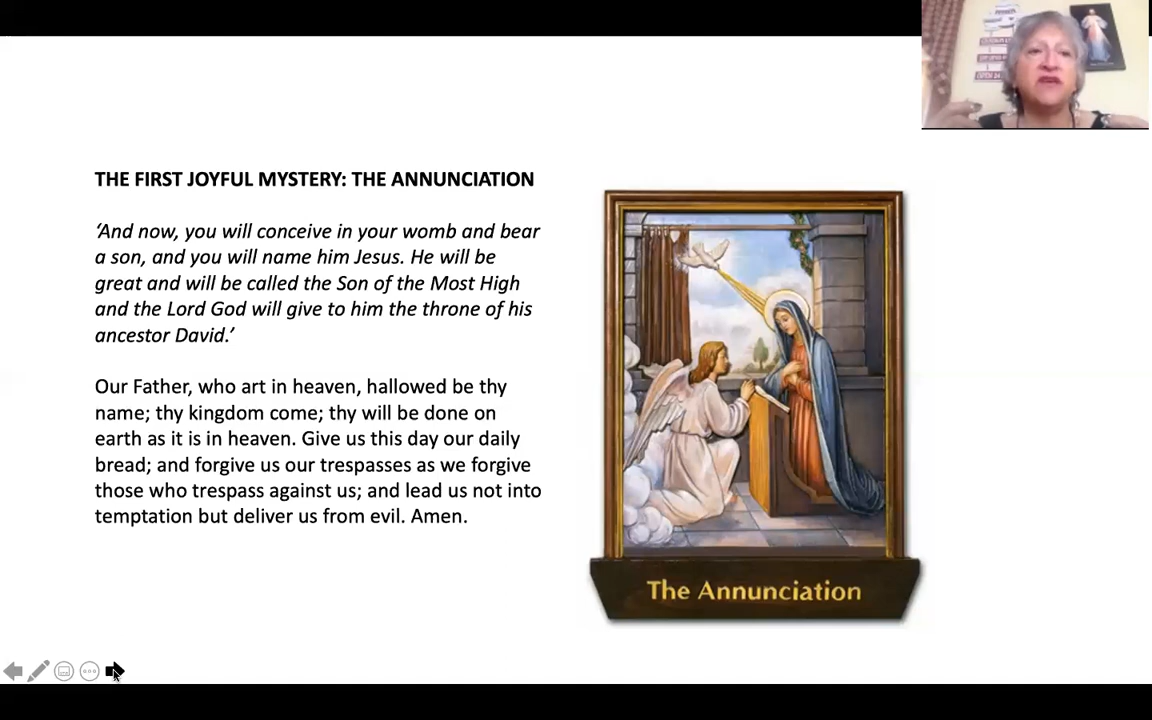 THE FIRST JOYFUL MYSTERY: THE ANNUNCIATION
‘And now, you will conceive in your womb and bear
a son, and you will name him Jesus. He will be
great and will be called the Son of the Most High
and the Lord God will give to him the throne of his
ancestor David.’
Our Father, who art in heaven, hallowed be thy
name; thy kingdom come; thy will be done on
earth as it is in heaven. Give us this day our daily
bread; and forgive us our trespasses as we forgive
those who trespass against us; and lead us not into
temptation but deliver us from evil. Amen.
The Annunciation